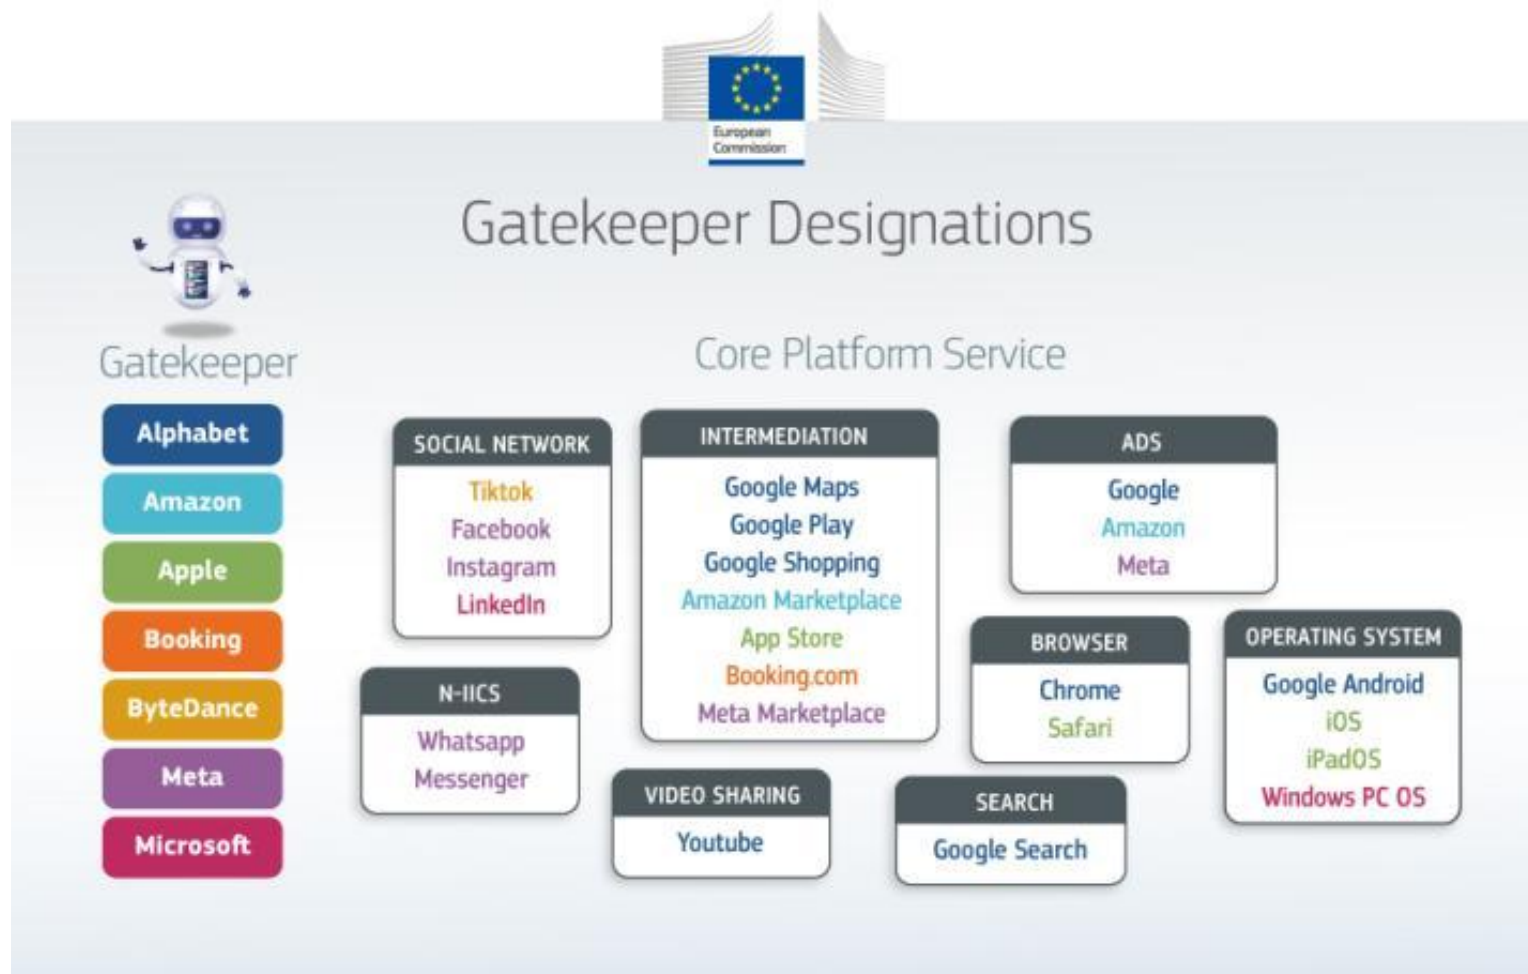 European
Commission
Gatekeeper Designations
Gatekeeper
Alphabet
Amazon
Apple
Booking
ByteDance
Meta
Microsoft
Core Platform Service
SOCIAL NETWORK
Tiktok
Facebook
Instagram
LinkedIn
N-IICS
Whatsapp
Messenger
INTERMEDIATION
Google Maps
Google Play
Google Shopping
Amazon Marketplace
App Store
Booking.com
Meta Marketplace
VIDEO SHARING
Youtube
ADS
Google
Amazon
Meta
BROWSER
Chrome
Safari
SEARCH
Google Search
OPERATING SYSTEM
Google Android
iOS
iPadOS
Windows PC OS